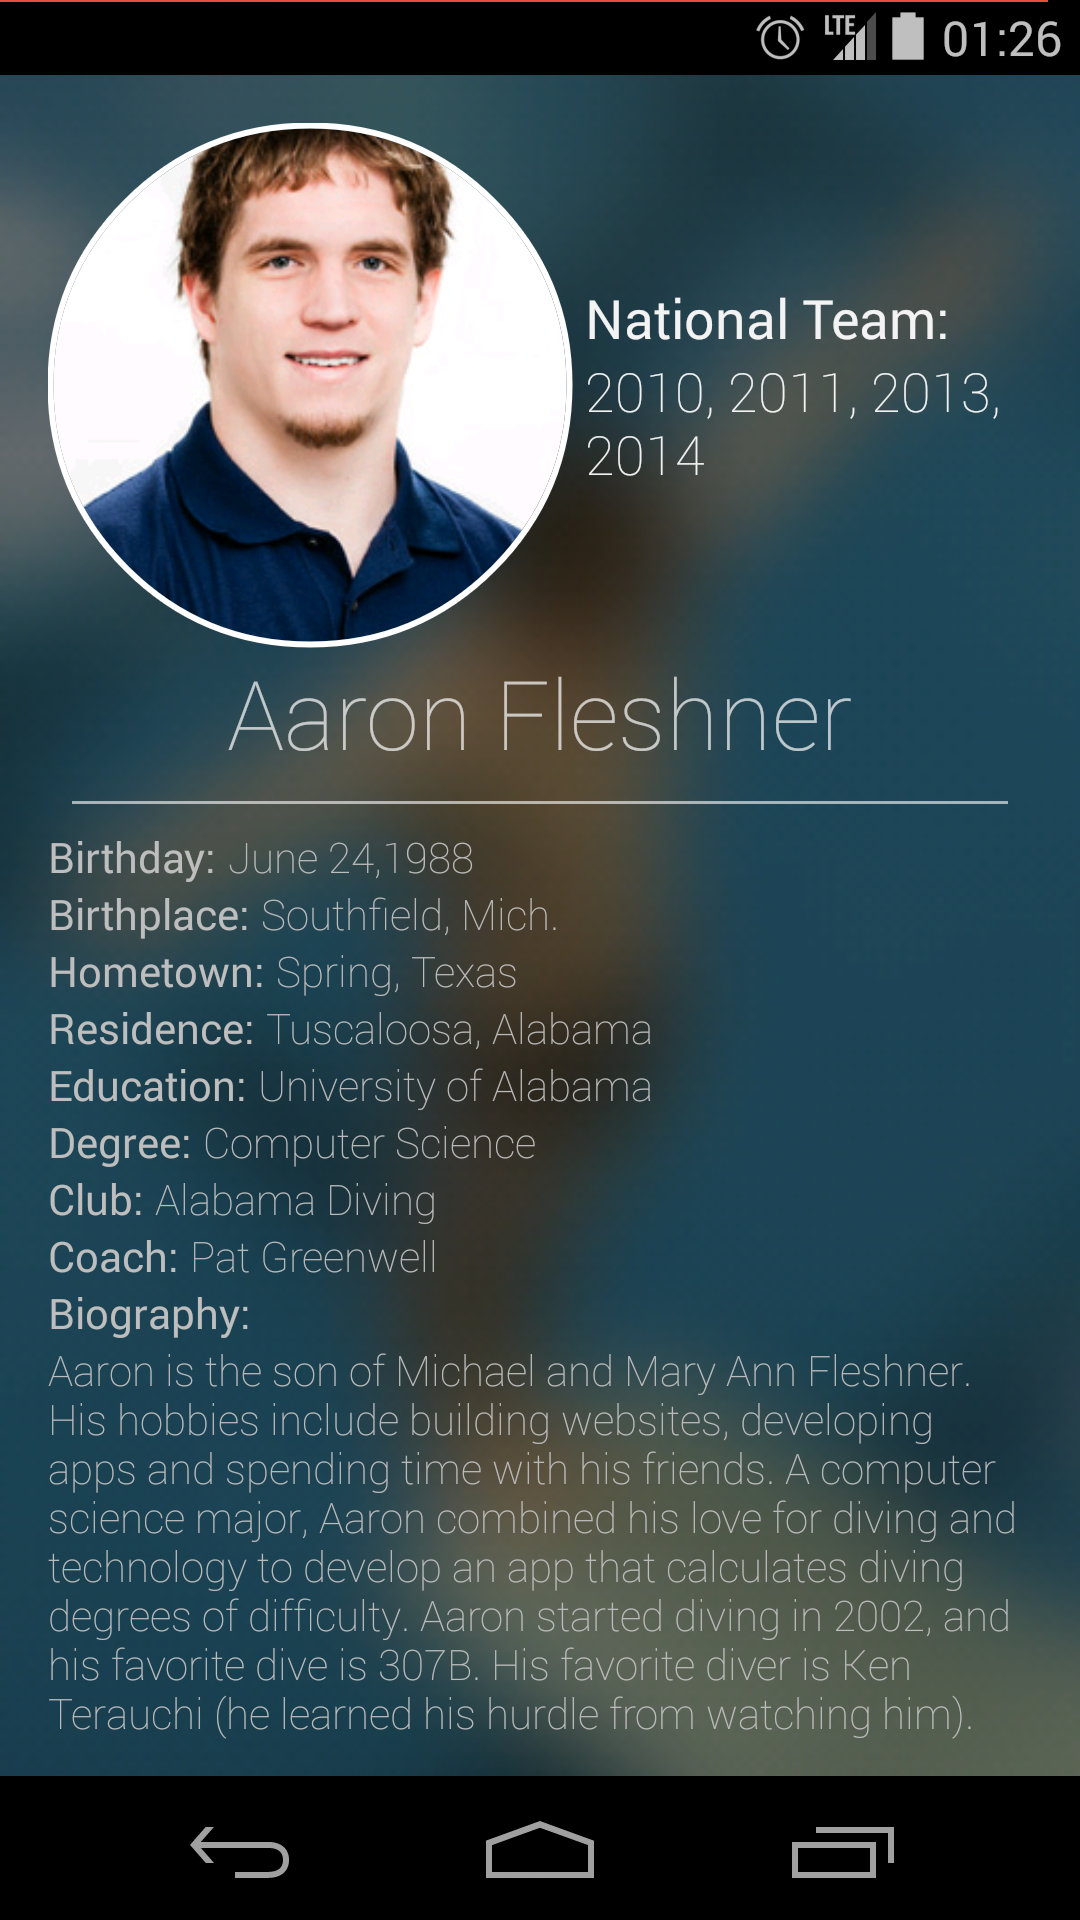 LTE 01:26
National Team:
2010, 2011, 2013,
2014
Aaron Fleshner
Birthday: June 24,1988
Birthplace: Southfield, Mich.
Hometown: Spring, Texas
Residence: Tuscaloosa, Alabama
Education: University of Alabama
Degree: Computer Science
Club: Alabama Diving
Coach: Pat Greenwell
Biography:
Aaron is the son of Michael and Mary Ann Fleshner.
His hobbies include building websites, developing
apps and spending time with his friends. A computer
science major, Aaron combined his love for diving and
technology to develop an app that calculates diving
degrees of difficulty. Aaron started diving in 2002, and
his favorite dive is 307B. His favorite diver is Ken
Terauchi (he learned his hurdle from watching him).